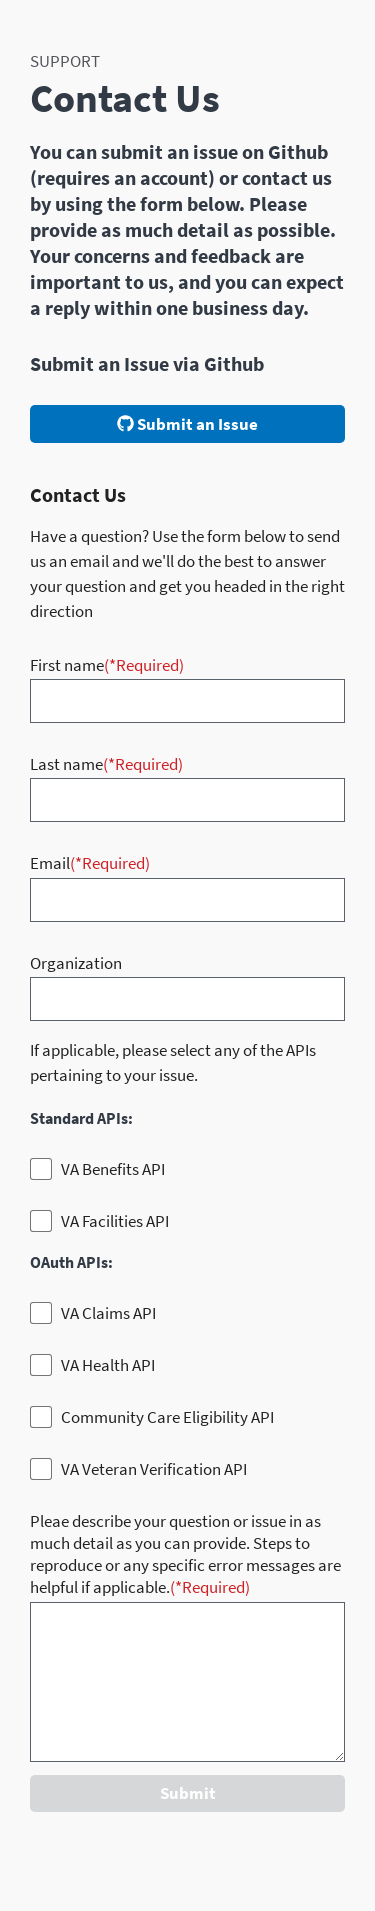 SUPPORT
Contact Us
You can submit an issue on Github
(requires an account) or contact us
by using the form below. Please
provide as much detail as possible.
Your concerns and feedback are
important to us, and you can expect
a reply within one business day.
Submit an Issue via Github
Submit an Issue
Contact Us
Have a question? Use the form below to send
us an email and we'll do the best to answer
your question and get you headed in the right
direction
First name(*Required)
Last name(*Required)
Email(*Required)
Organization
If applicable, please select any of the APIs
pertaining to your issue.
Standard APIs:
VA Benefits API
VA Facilities API
OAuth APIs:
VA Claims API
VA Health API
Community Care Eligibility API
VA Veteran Verification API
Pleae describe your question or issue in as
much detail as you can provide. Steps to
reproduce or any specific error messages are
helpful if applicable.(*Required)
Submit